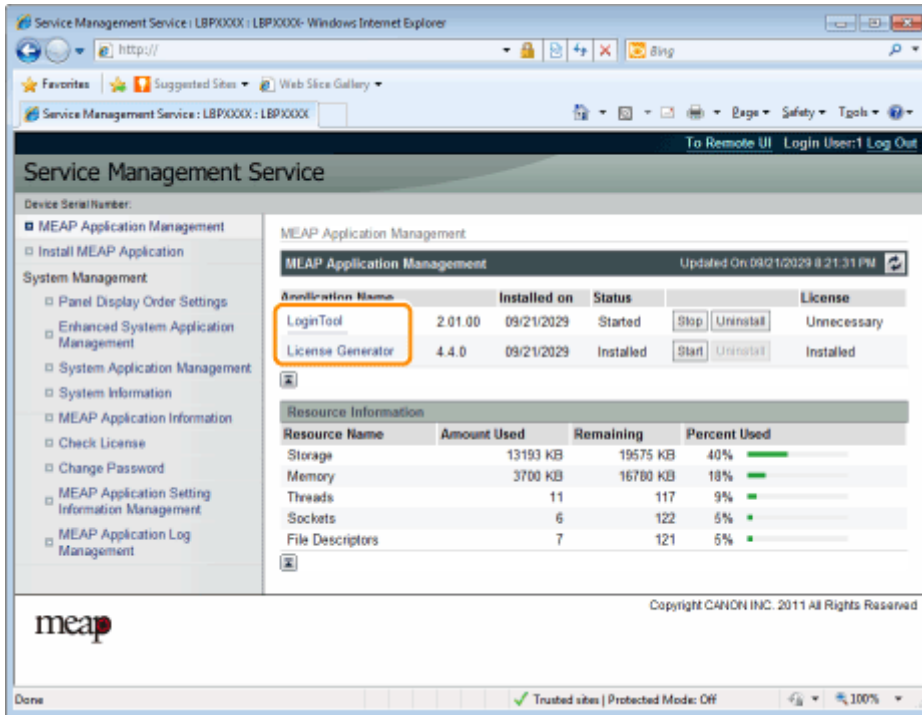 Service Management Service : LBPXXXX : LBPXXXX- Windows Internet Explorer
http://
Bing
Favorites Suggested Sites Web Slice Gallery
Service Management Service : LBPXXXX : LBPXXXX
Page Safety Tools
To Remote UI Login User:1 Log Out
Service Management Service
Device Serial Number:
MEAP Application Management
Install MEAP Application
System Management
Panel Display Order Settings
Enhanced System Application
Management
System Application Management
System Information
MEAP Application Information
Check License
Change Password
MEAP Application Setting
Information Management
MEAP Application Log
Management
MEAP Application Management
MEAP Application Management Updated On:09/21/2029 8:21:31 PM
Application Name Installed on Status License
LoginTool 2.01.00 09/21/2029 Started Stop Uninstall Unnecessary
License Generator 4.4.0 09/21/2029 Installed Start Uninstall Installed
Resource Information
Resource Name Amount Used Remaining Percent Used
Storage 13193 KB 19575 KB 40%
Memory 3700 KB 16780 KB 18%
Threads 11 117 9%
Sockets 6 122 5%
File Descriptors 7 121 6%
Copyright CANON INC. 2011 All Rights Reserved
meap
Done Trusted sites | Protected Mode: Off 100%